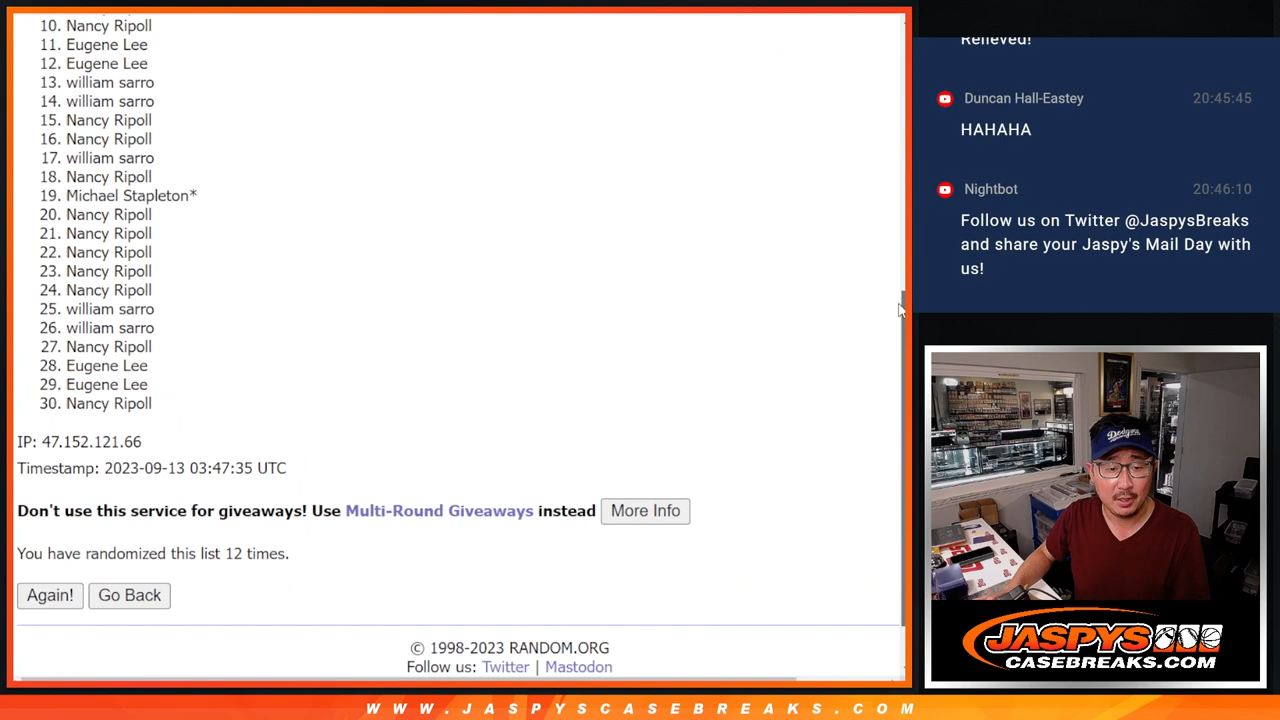 10. Nancy Ripoll
11. Eugene Lee
12. Eugene Lee
13. william sarro
14. william sarro
15. Nancy Ripoll
16. Nancy Ripoll
17. william sarro
18. Nancy Ripoll
19. Michael Stapleton*
20. Nancy Ripoll
21. Nancy Ripoll
22. Nancy Ripoll
23. Nancy Ripoll
24. Nancy Ripoll
25. william sarro
26. william sarro
27. Nancy Ripoll
28. Eugene Lee
29. Eugene Lee
30. Nancy Ripoll
IP: 47.152.121.66
Timestamp: 2023-09-13 03:47:35 UTC
Don't use this service for giveaways! Use Multi-Round Giveaways instead More Info
You have randomized this list 12 times.
Again! Go Back
© 1998-2023 RANDOM.ORG
Follow us: Twitter | Mastodon
Relieved!
Duncan Hall-Eastey 20:45:45
HAHAHA
Nightbot 20:46:10
Follow us on Twitter @JaspysBreaks
and share your Jaspy's Mail Day with
us!
Dodgers
JASPYS
CASEBREAKS.COM
WWW.JASPYSCASEBREAKS.COM